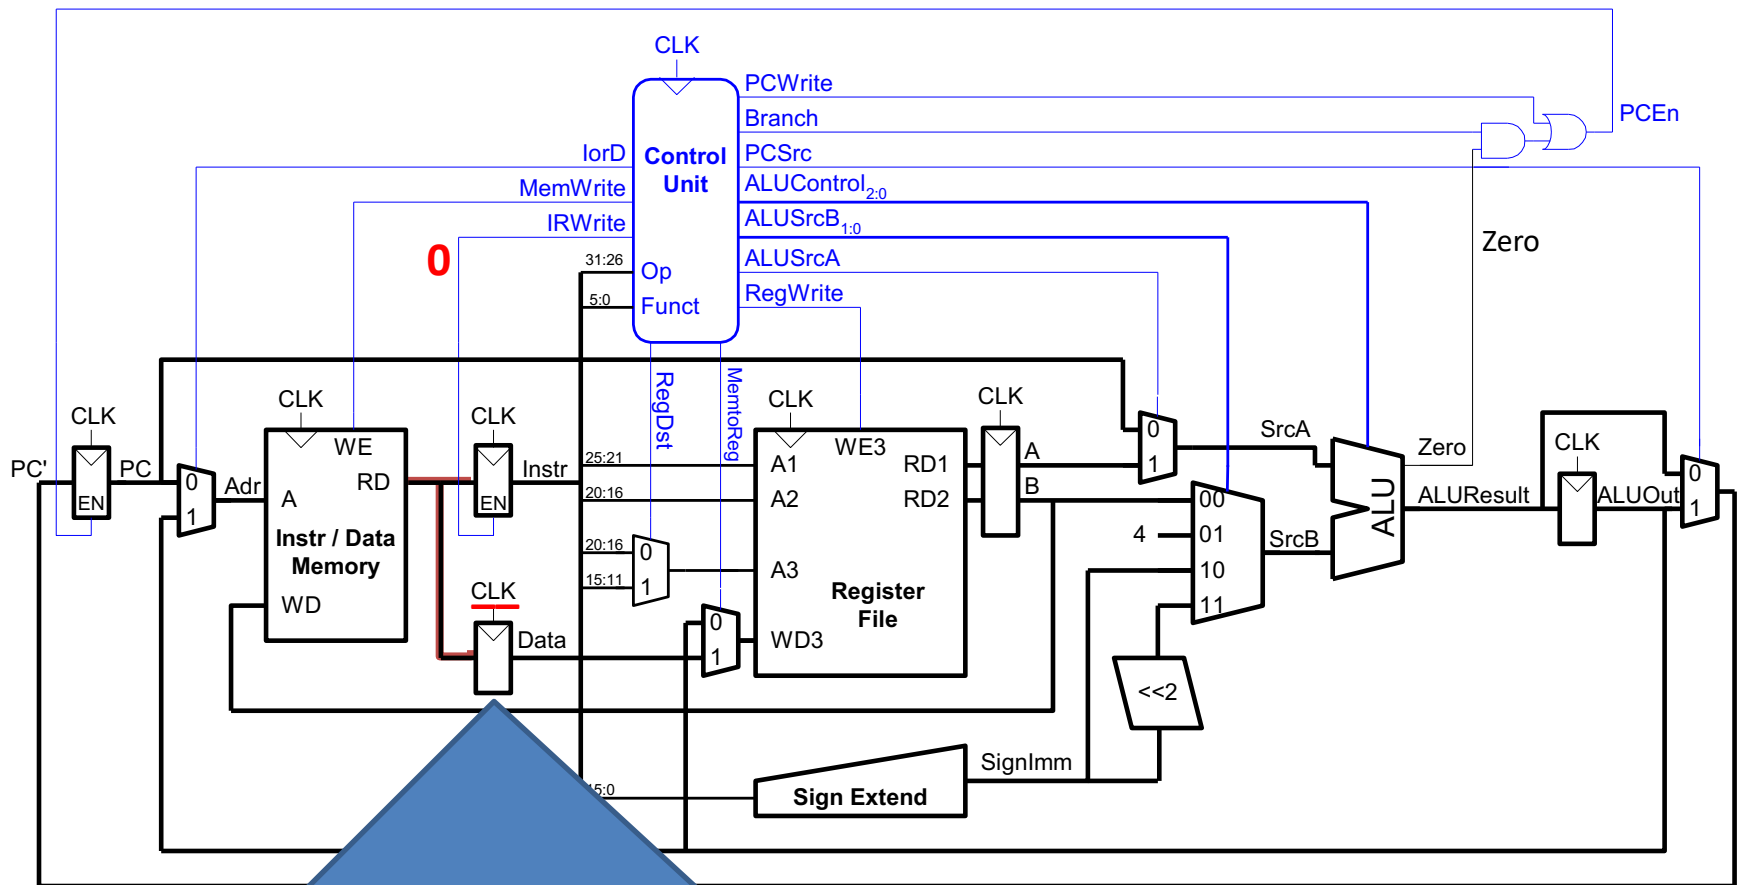 CLK
PCWrite
Branch
PCEn
IorD
Control
Unit
PCSrc
MemWrite
ALUControl2:0
IRWrite
ALUSrcB1:0
0
Zero
31:26
Op
ALUSrcA
5:0
Funct
RegWrite
RegDst
MemtoReg
CLK
CLK
CLK
CLK
CLK
CLK
PC'
PC
EN
0
1
Adr
WE
A
RD
Instr / Data
Memory
WD
EN
Instr
25:21
20:16
20:16
15:11
0
1
A1
A2
A3
WD3
WE3
RD1
RD2
Register
File
A
B
0
1
SrcA
00
4
01
10
11
SrcB
ALU
Zero
ALUResult
ALUOut
0
1
CLK
Data
0
1
<<2
SignImm
15:0
Sign Extend